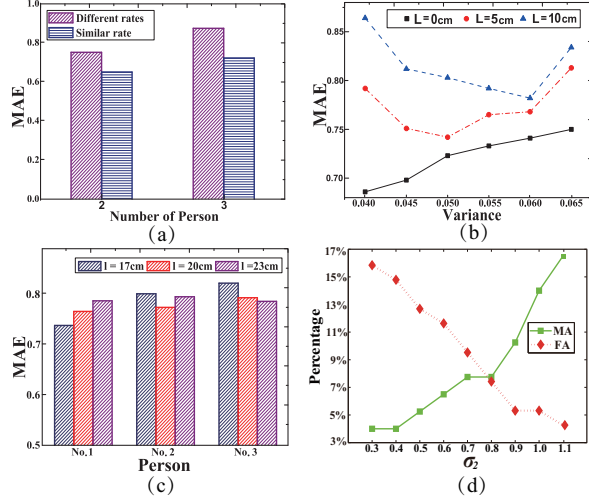 1.0
0.8
0.6
0.4
0.2
0.0
MAE
Different rates
Similar rate
2
3
Number of Person
(a)
0.85
0.80
0.75
0.70
MAE
L=0cm
L=5cm
L=10cm
0.040
0.045
0.050
0.055
0.060
0.065
Variance
(b)
0.8
0.7
0.6
0.5
MAE
l = 17cm
l = 20cm
l =23cm
No.1
No.2
No.3
Person
(c)
17%
15%
13%
11%
9%
7%
5%
4%
3%
Percentage
MA
FA
0.3
0.4
0.5
0.6
0.7
0.8
0.9
1.0
1.1
σ2
(d)